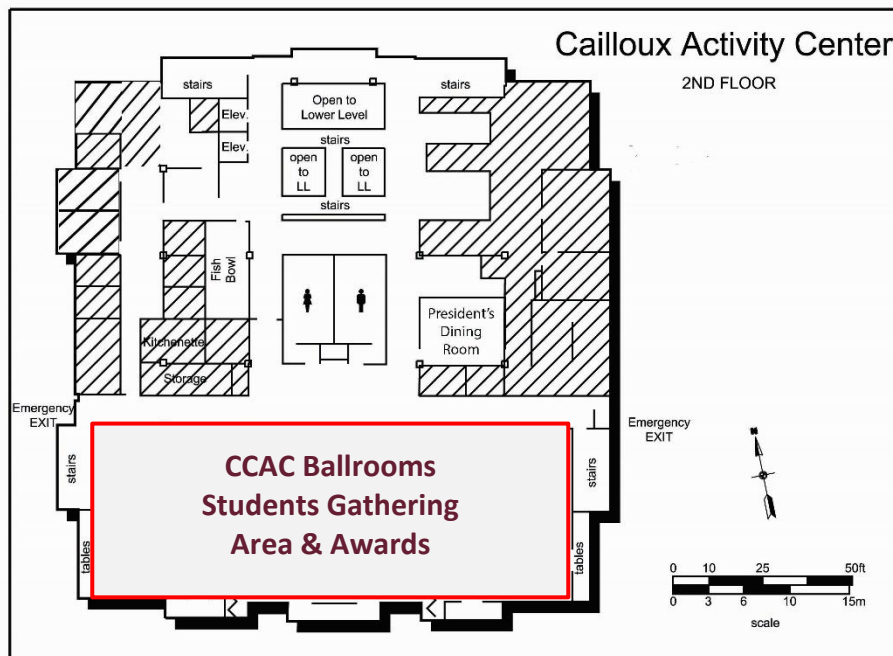 Cailloux Activity Center
2ND FLOOR
stairs
stairs
Elev.
Elev.
Open to
Lower Level
stairs
open
to
LL
open
to
LL
stairs
Fish
Bowl
President's
Dining
Room
Kitchenette
Storage
Emergency
EXIT
Emergency
EXIT
stairs
stairs
CCAC Ballrooms
Students Gathering
Area & Awards
tables
tables
N
0 10 25 50ft
0 3 6 10 15m
scale